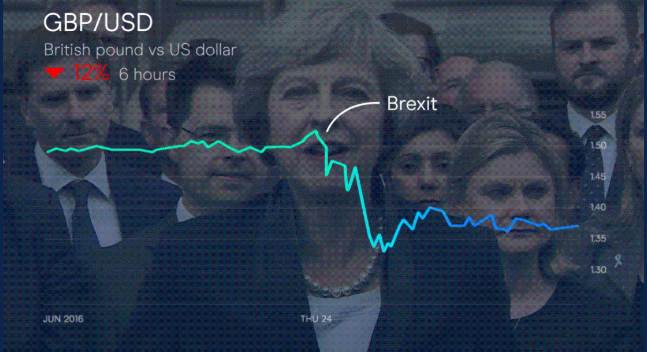 GBP/USD
British pound vs US dollar
12% 6 hours
Brexit
1.55
1.50
1.45
1.40
1.35
1.30
JUN 2016
THU 24